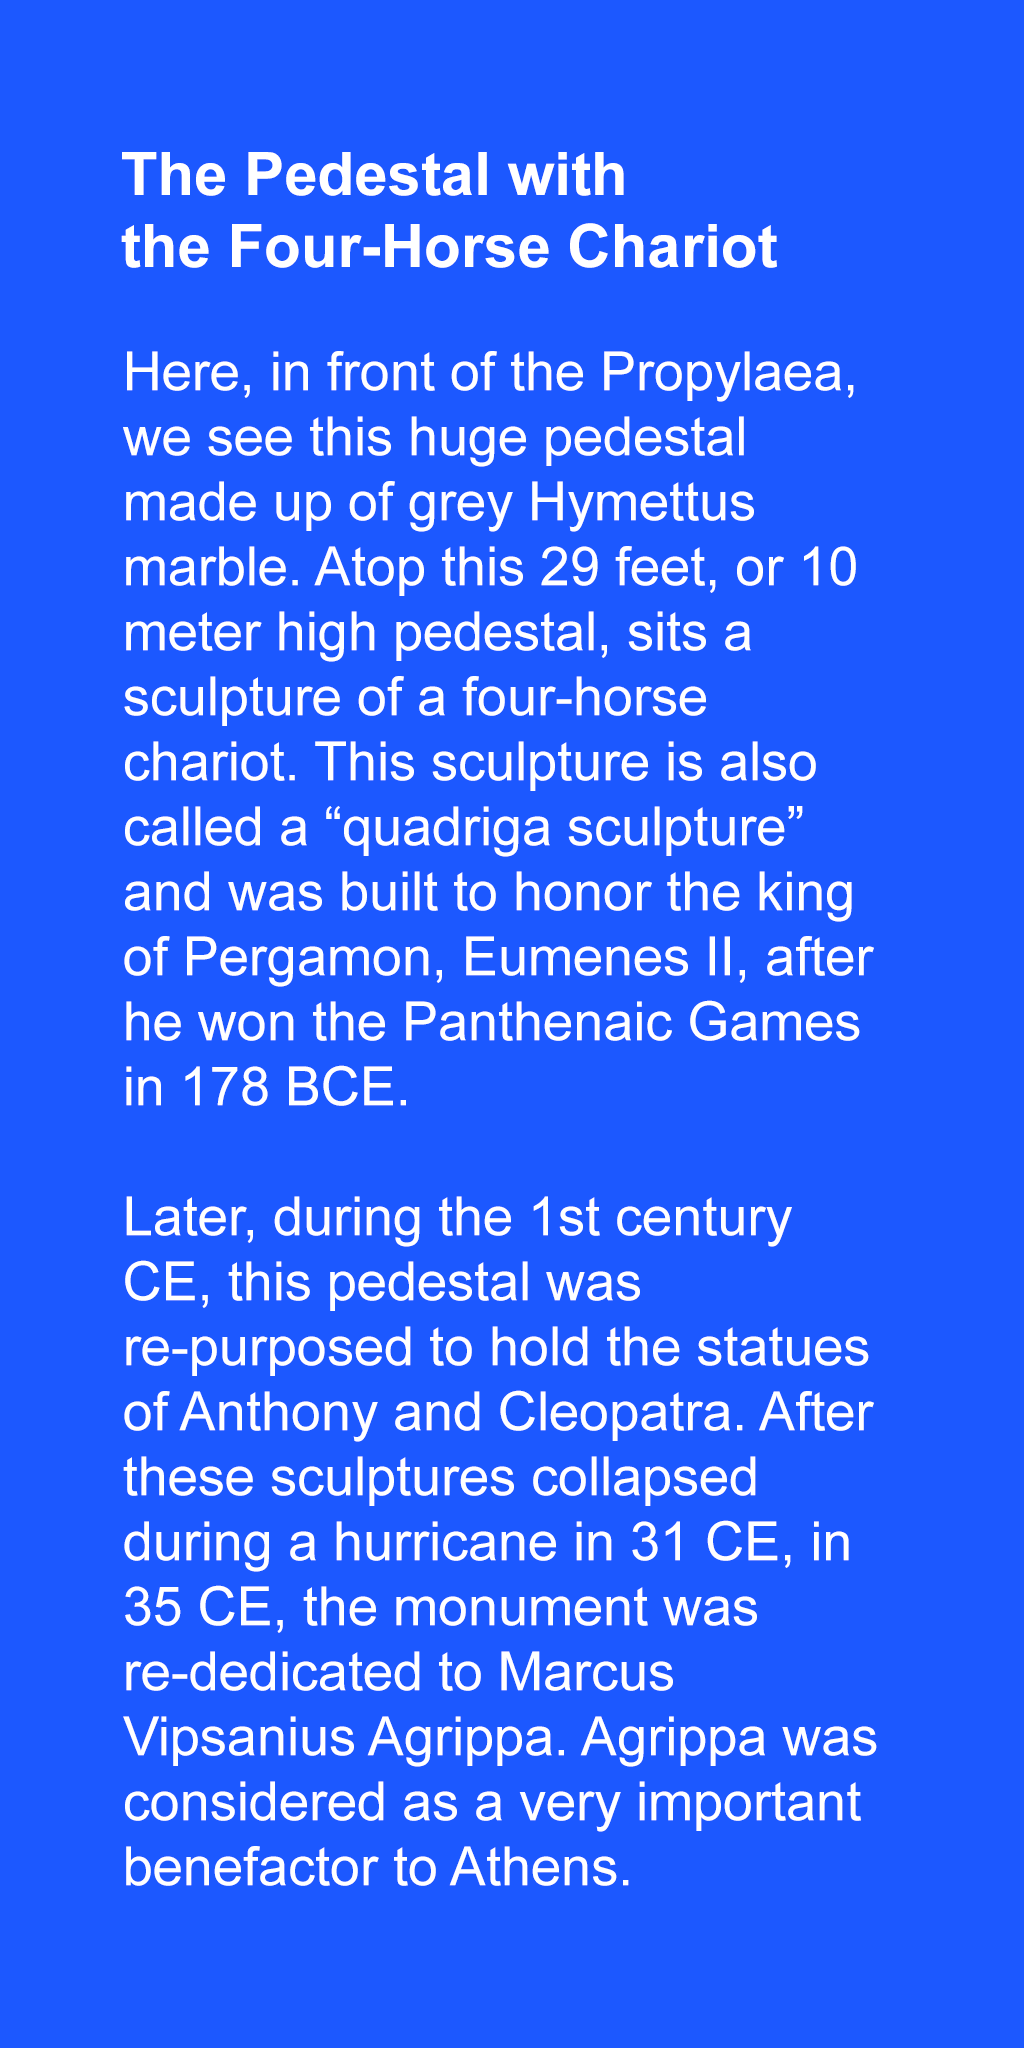 The Pedestal with
the Four-Horse Chariot
Here, in front of the Propylaea,
we see this huge pedestal
made up of grey Hymettus
marble. Atop this 29 feet, or 10
meter high pedestal, sits a
sculpture of a four-horse
chariot. This sculpture is also
called a “quadriga sculpture”
and was built to honor the king
of Pergamon, Eumenes II, after
he won the Panthenaic Games
in 178 BCE.
Later, during the 1st century
CE, this pedestal was
re-purposed to hold the statues
of Anthony and Cleopatra. After
these sculptures collapsed
during a hurricane in 31 CE, in
35 CE, the monument was
re-dedicated to Marcus
Vipsanius Agrippa. Agrippa was
considered as a very important
benefactor to Athens.